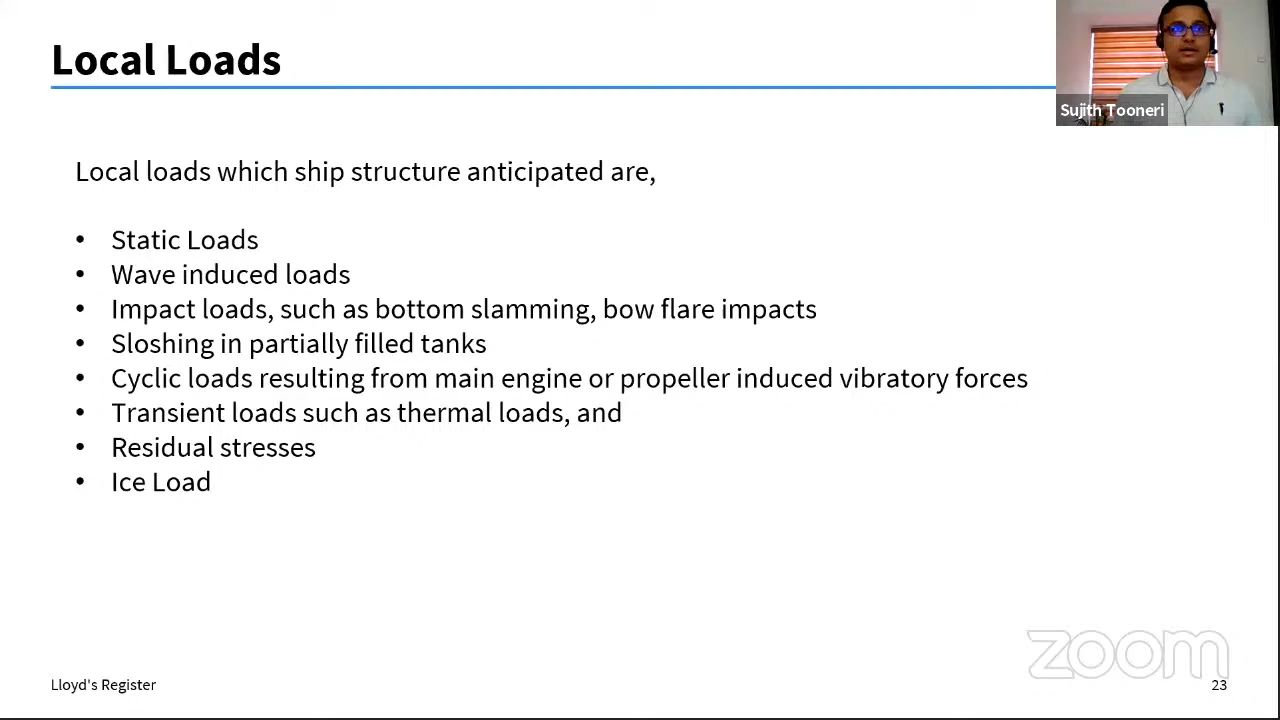 Local Loads
Sujith Tooneri
Local loads which ship structure anticipated are,
• Static Loads
• Wave induced loads
• Impact loads, such as bottom slamming, bow flare impacts
• Sloshing in partially filled tanks
• Cyclic loads resulting from main engine or propeller induced vibratory forces
• Transient loads such as thermal loads, and
• Residual stresses
• Ice Load
zoom
Lloyd's Register
23